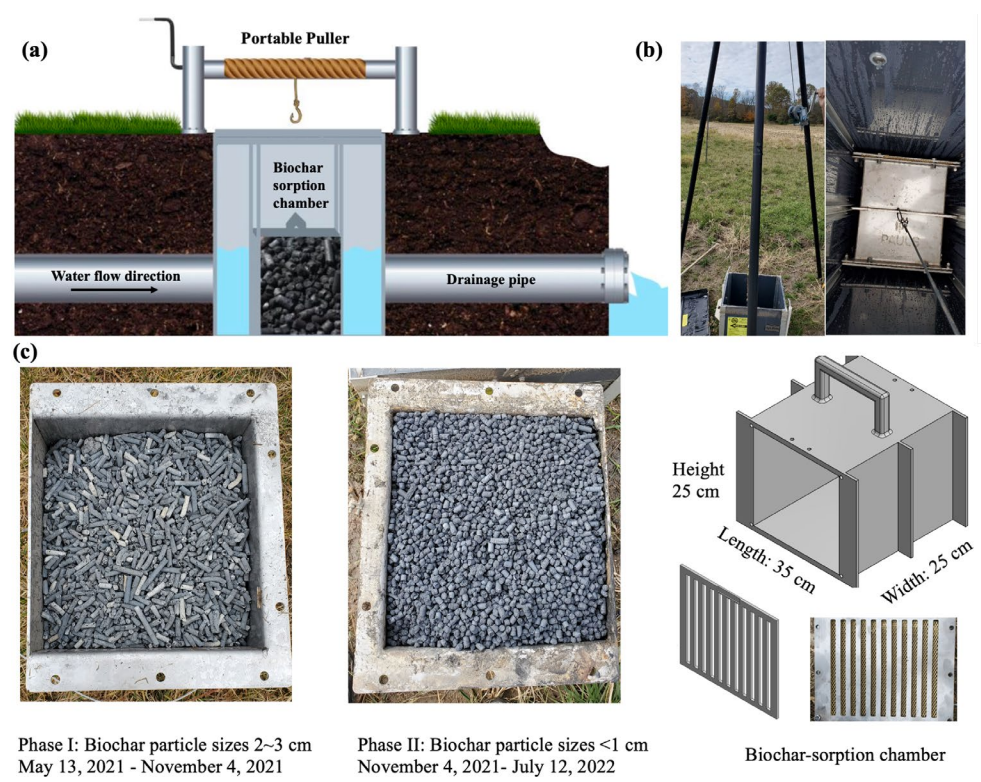 (a)
Portable Puller
Biochar
sorption
chamber
Water flow direction
Drainage pipe
(b)
(c)
Height
25 cm
Length: 35 cm
Width: 25 cm
Phase I: Biochar particle sizes 2~3 cm
May 13, 2021 - November 4, 2021
Phase II: Biochar particle sizes <1 cm
November 4, 2021- July 12, 2022
Biochar-sorption chamber